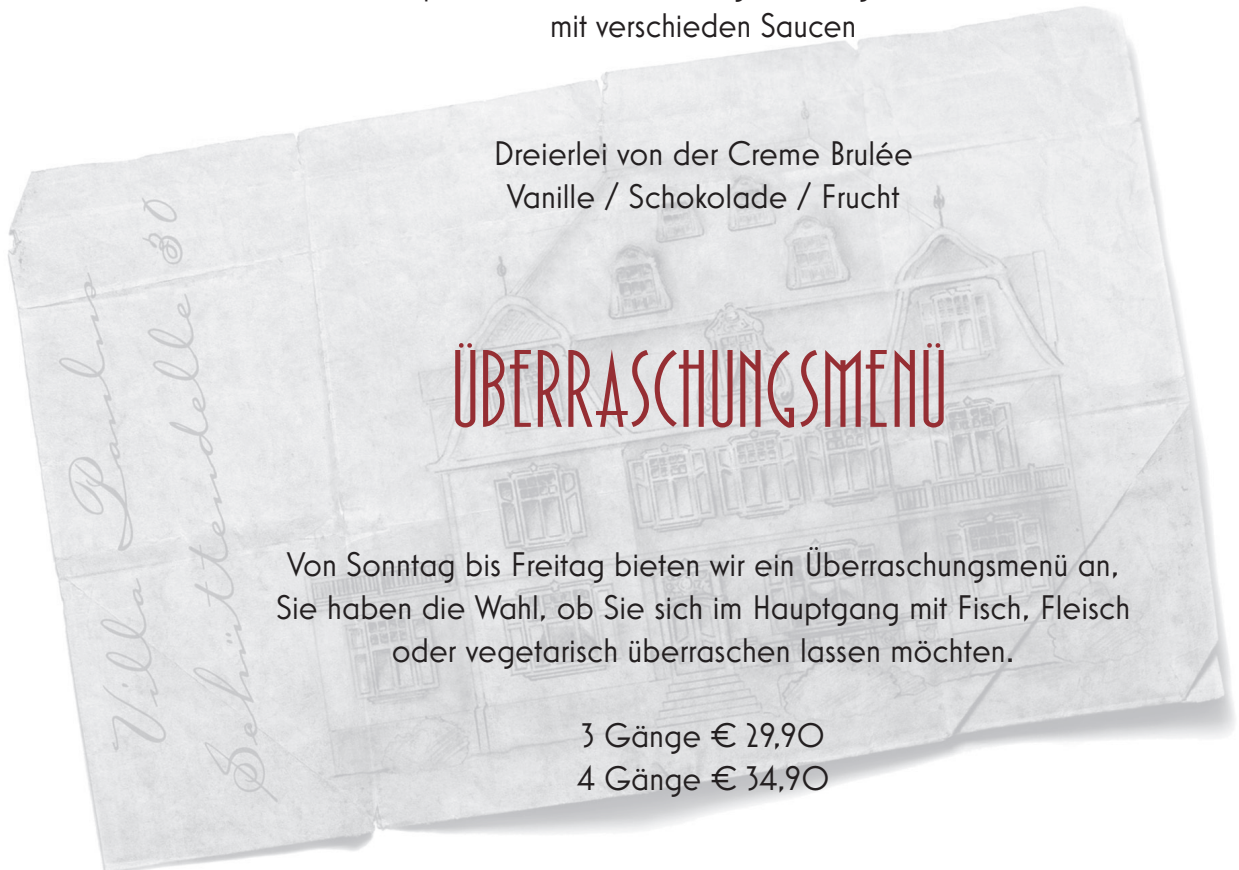 mit verschieden Saucen
Dreierlei von der Creme Brulée
Vanille / Schokolade / Frucht
ÜBERRASCHUNGSMENÜ
Von Sonntag bis Freitag bieten wir ein Überraschungsmenü an,
Sie haben die Wahl, ob Sie sich im Hauptgang mit Fisch, Fleisch
oder vegetarisch überraschen lassen möchten.
3 Gänge € 29,90
4 Gänge € 34,90
Villa
30